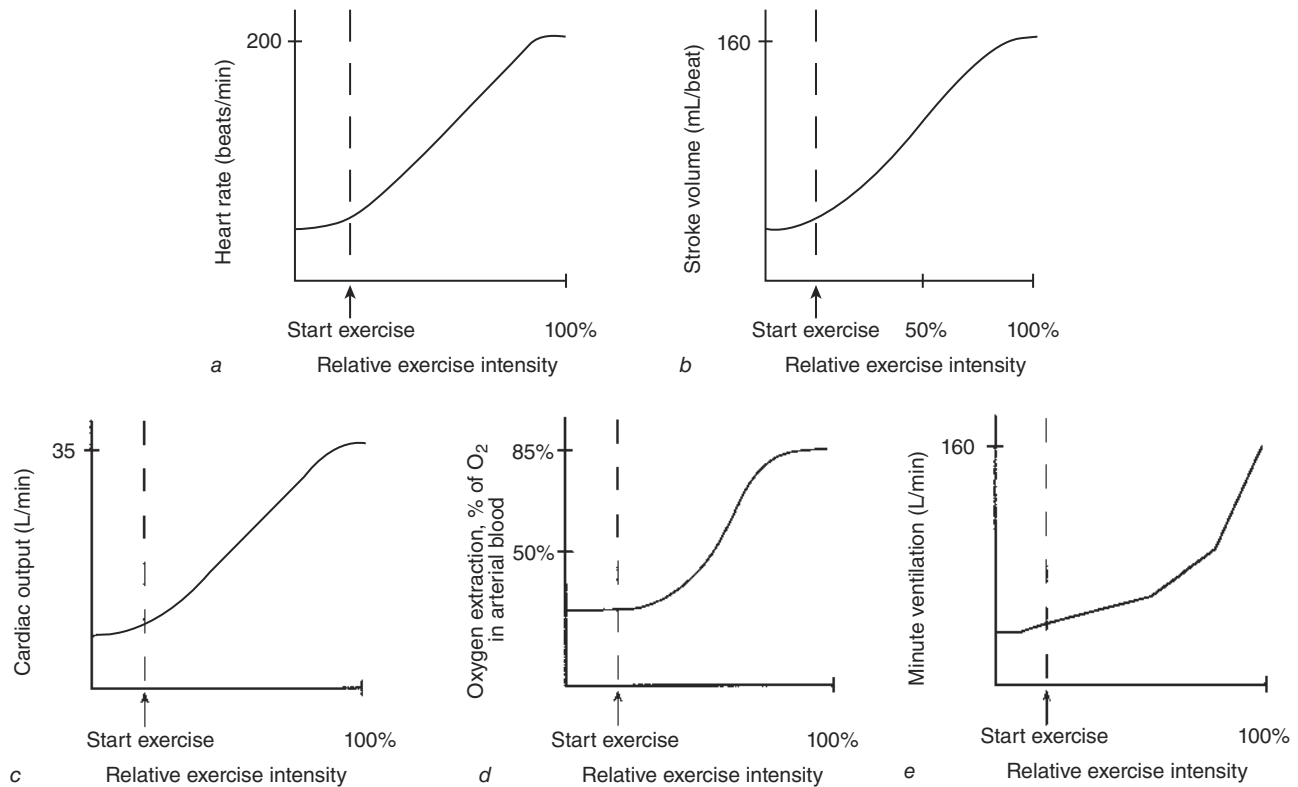 200
Heart rate (beats/min)
Start exercise
100%
a
Relative exercise intensity
160
Stroke volume (mL/beat)
Start exercise
50%
100%
b
Relative exercise intensity
35
Cardiac output (L/min)
Start exercise
100%
c
Relative exercise intensity
85%
50%
Oxygen extraction, % of O2
in arterial blood
Start exercise
100%
d
Relative exercise intensity
160
Minute ventilation (L/min)
Start exercise
100%
e
Relative exercise intensity